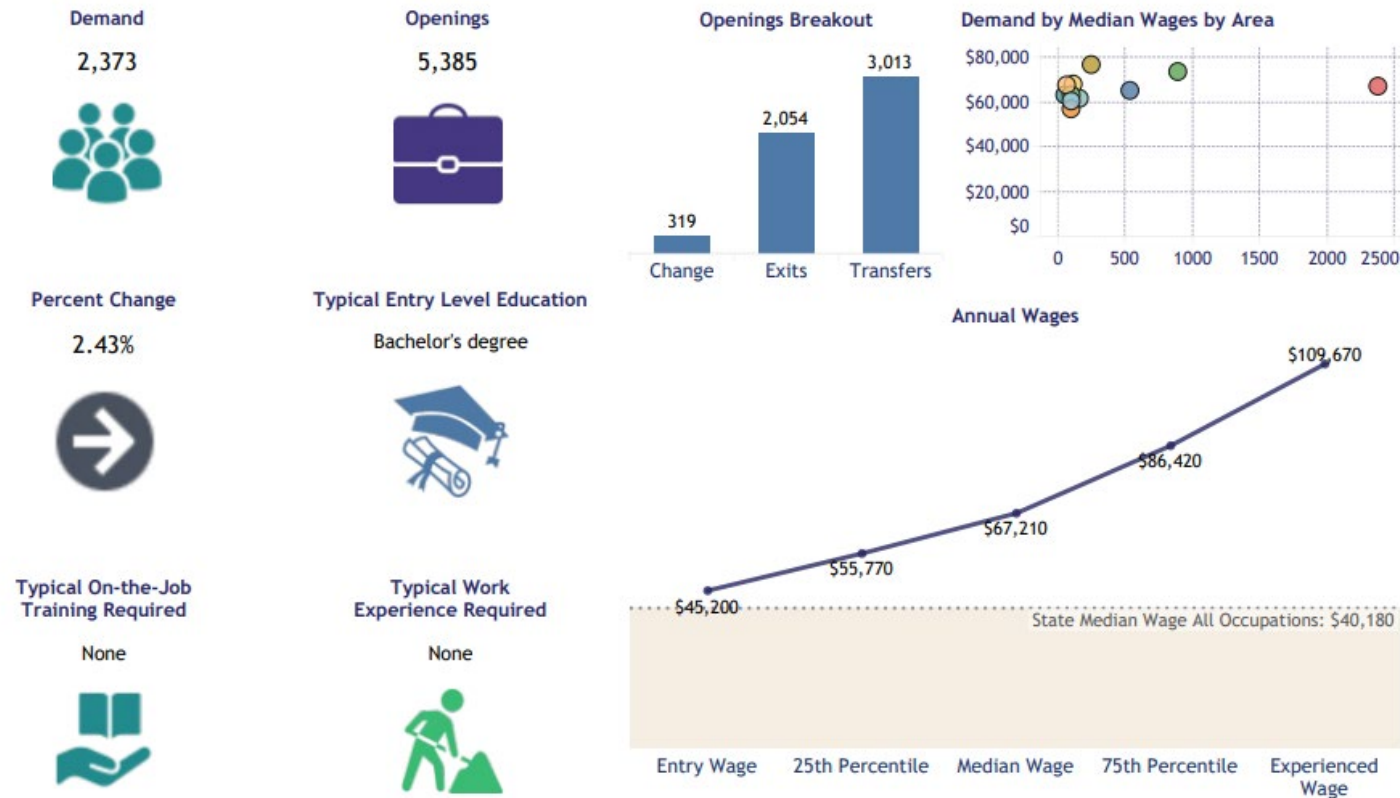 Demand
2,373
Openings
5,385
Openings Breakout
3,013
2,054
319
Change
Exits
Transfers
Demand by Median Wages by Area
$80,000
$60,000
$40,000
$20,000
$0
0
500
1000
1500
2000
2500
Percent Change
2.43%
Typical Entry Level Education
Bachelor's degree
Annual Wages
$109,670
$86,420
$67,210
$55,770
$45,200
State Median Wage All Occupations: $40,180
Entry Wage
25th Percentile
Median Wage
75th Percentile
Experienced
Wage
Typical On-the-Job
Training Required
None
Typical Work
Experience Required
None